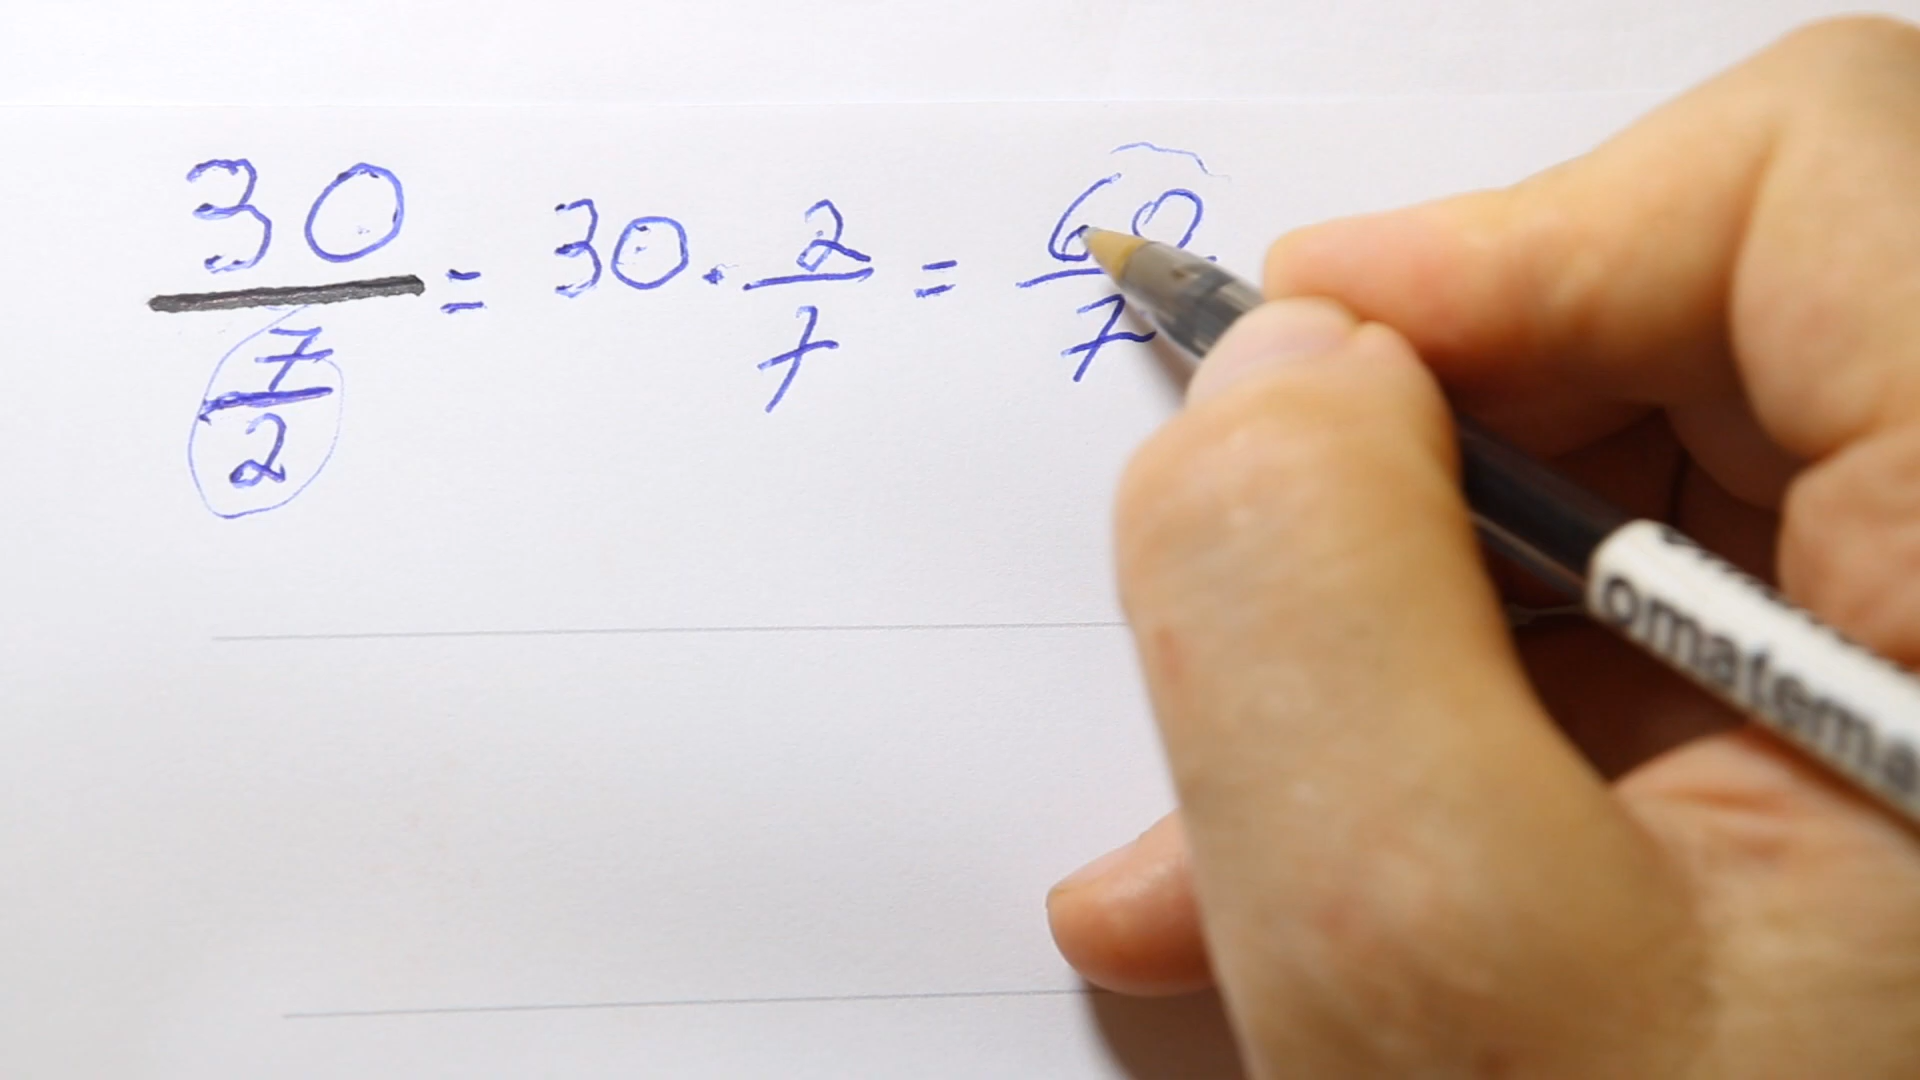 30/(7/2) = 30 · 2/7 = 60/7
omatema